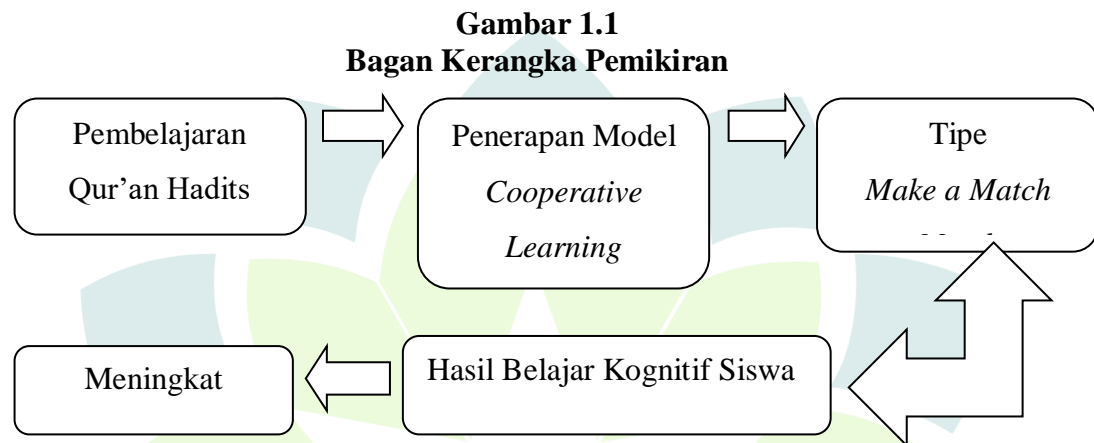 Gambar 1.1
Bagan Kerangka Pemikiran
Pembelajaran
Qur’an Hadits
Penerapan Model
Cooperative
Learning
Tipe
Make a Match
Hasil Belajar Kognitif Siswa
Meningkat